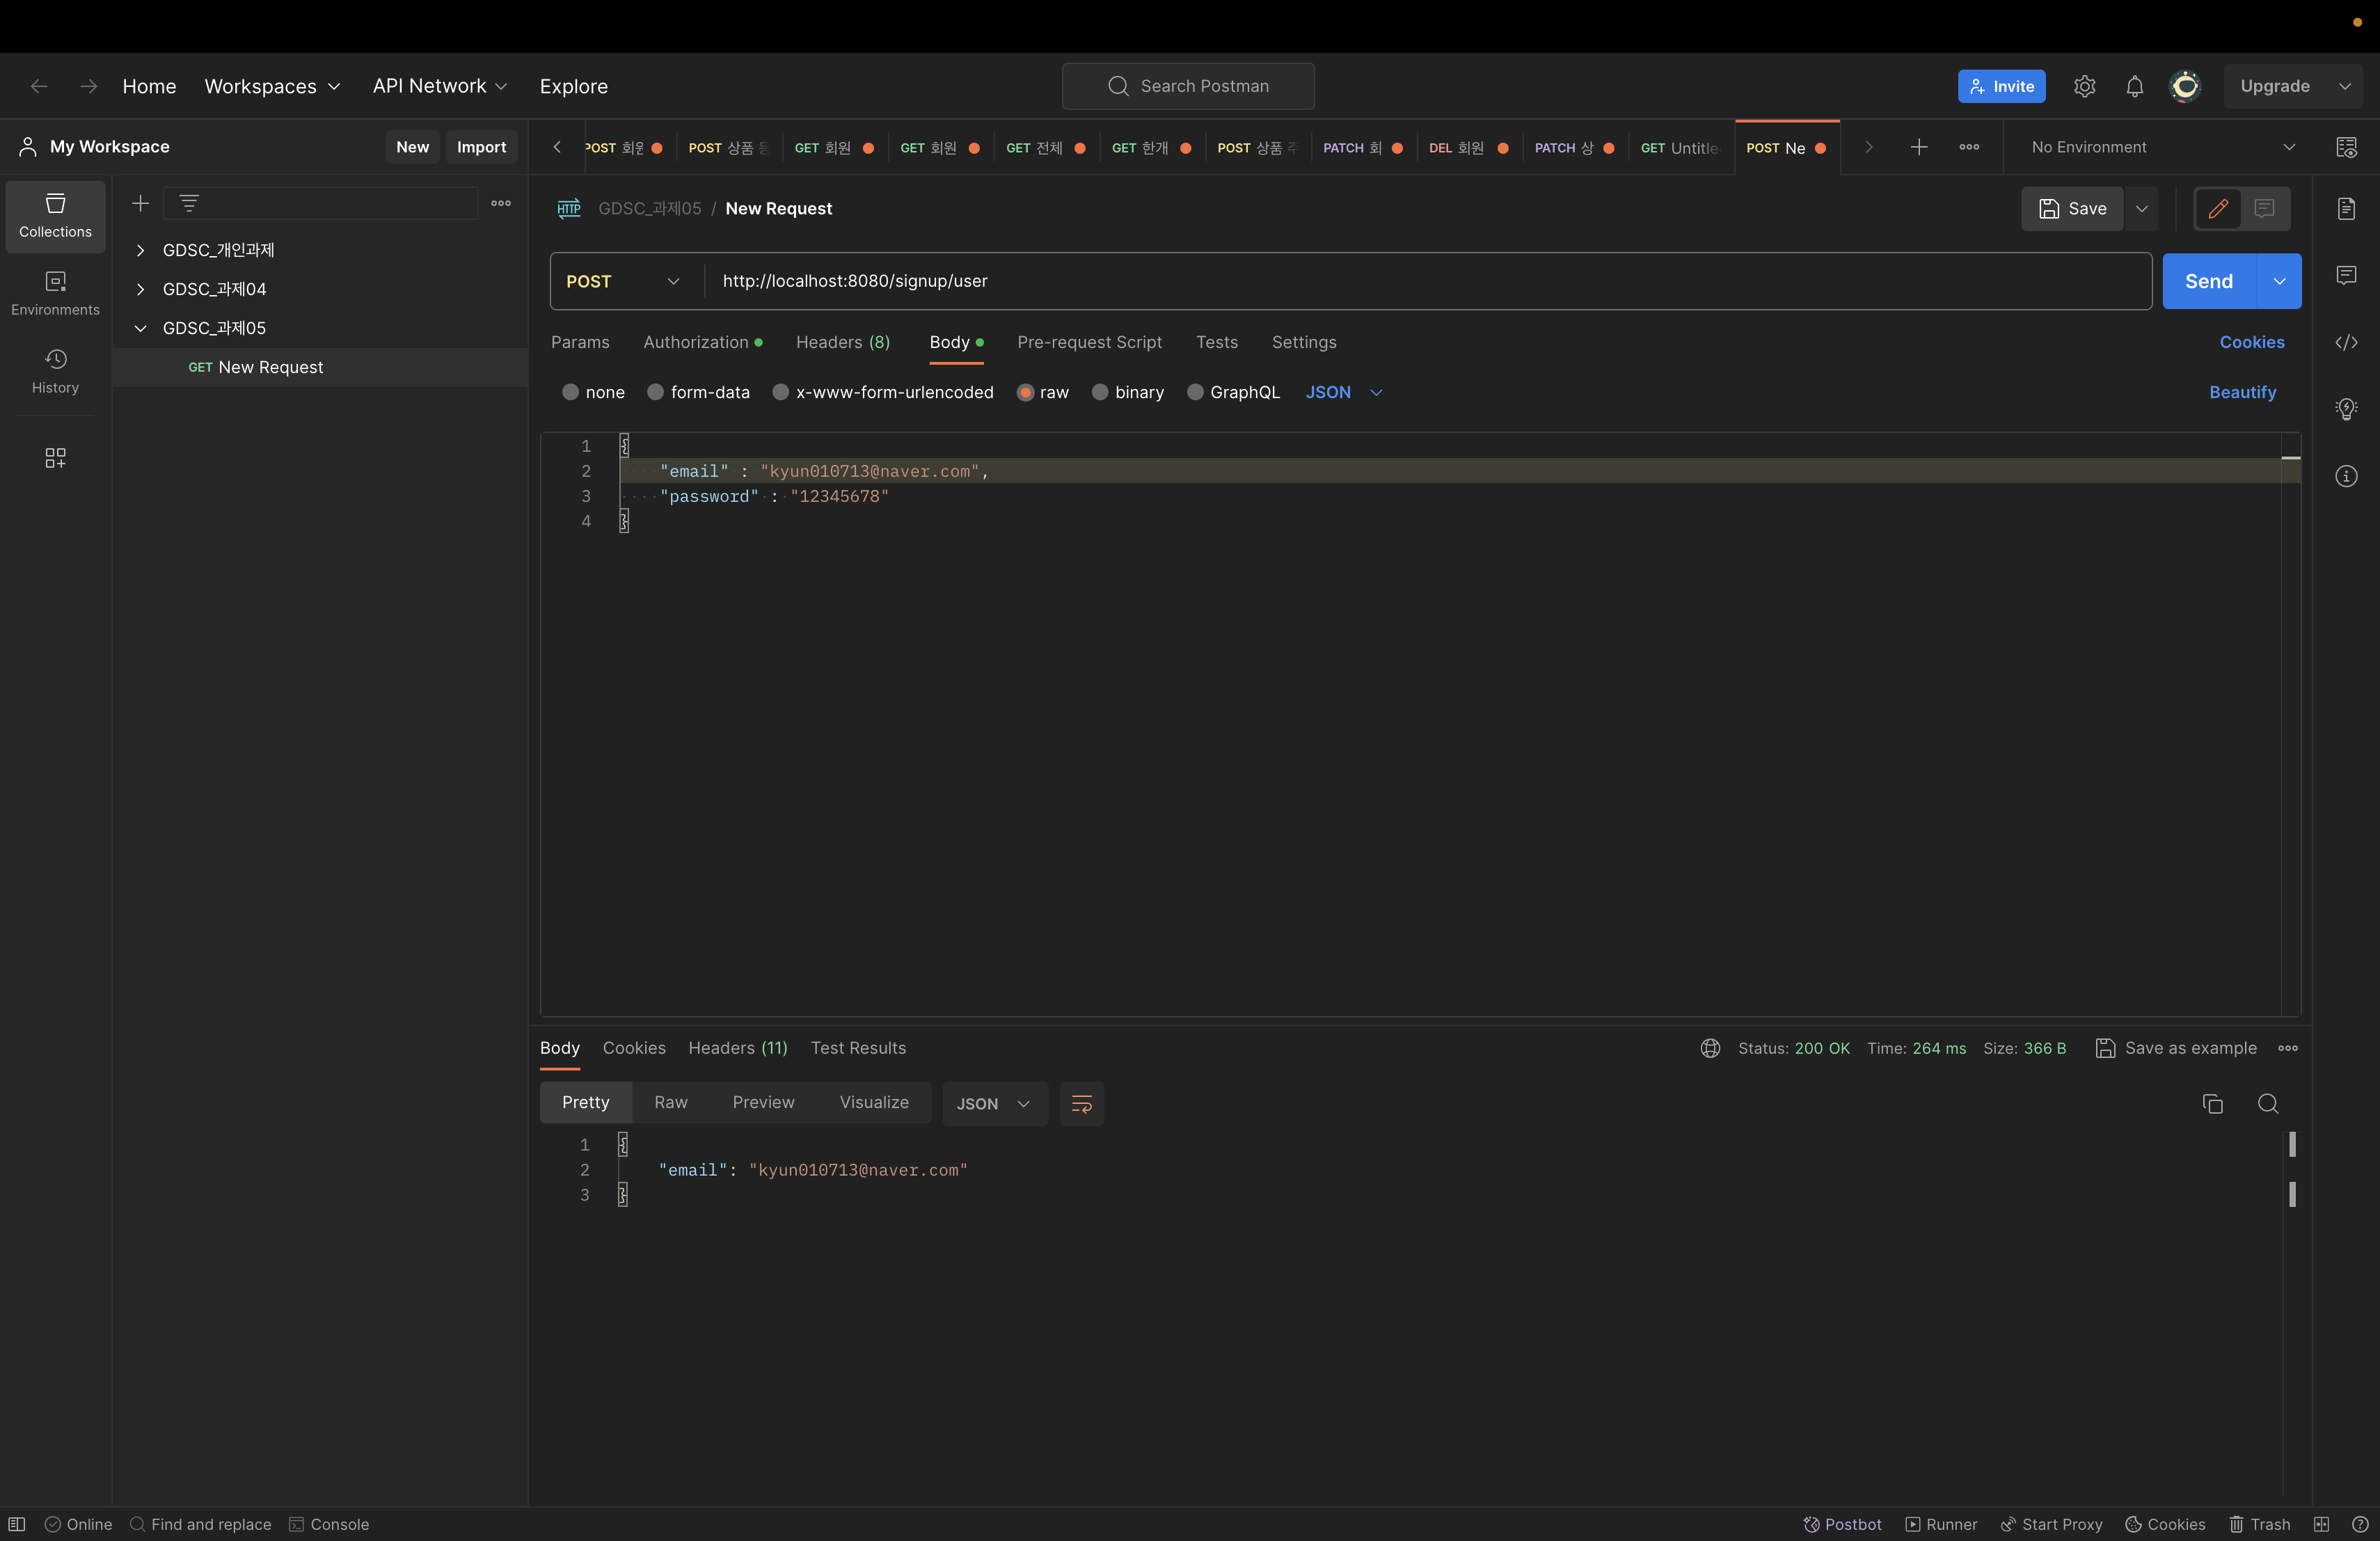 Home Workspaces API Network Explore Search Postman Invite Upgrade
My Workspace New Import POST 회원 POST 상품 GET 회원 GET 회원 GET 전체 GET 한개 POST 상품 PATCH 회 DEL 회원 PATCH 상 GET Untitle POST Ne No Environment
Collections
Environments
History
GDSC_개인과제
GDSC_과제04
GDSC_과제05
GET New Request
HTTP GDSC_과제05 / New Request Save
POST http://localhost:8080/signup/user Send
Params Authorization Headers (8) Body Pre-request Script Tests Settings Cookies
none form-data x-www-form-urlencoded raw binary GraphQL JSON Beautify
1 {
2 "email" : "kyun010713@naver.com",
3 "password" : "12345678"
4 }
Body Cookies Headers (11) Test Results Status: 200 OK Time: 264 ms Size: 366 B Save as example
Pretty Raw Preview Visualize JSON
1 {
2 "email": "kyun010713@naver.com"
3 }
Online Find and replace Console Postbot Runner Start Proxy Cookies Trash